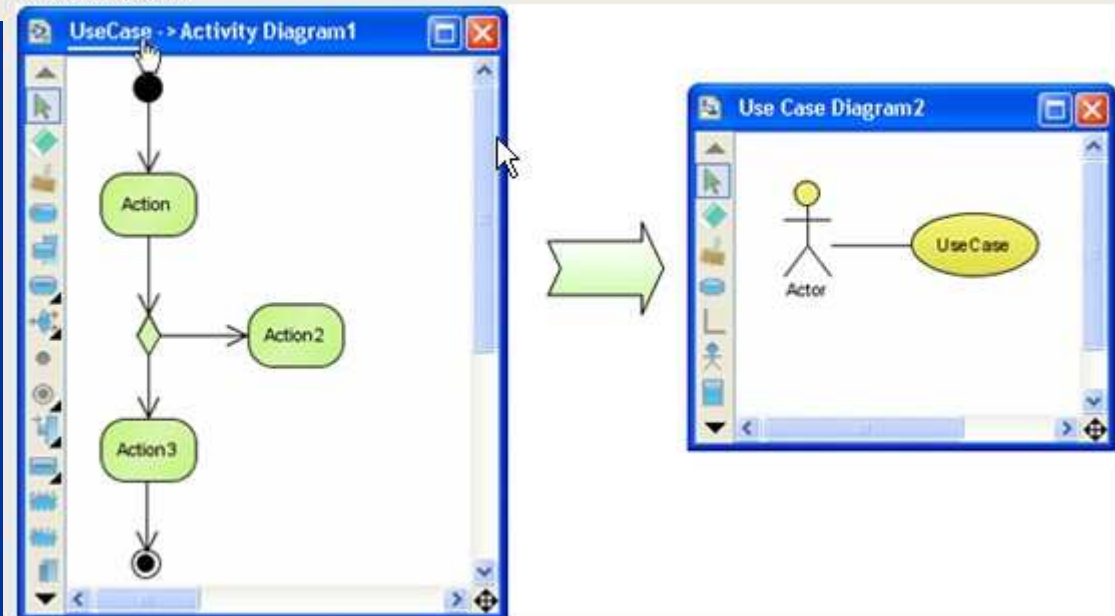 UseCase -> Activity Diagram1
Action
Action2
Action3
Use Case Diagram2
Actor
UseCase